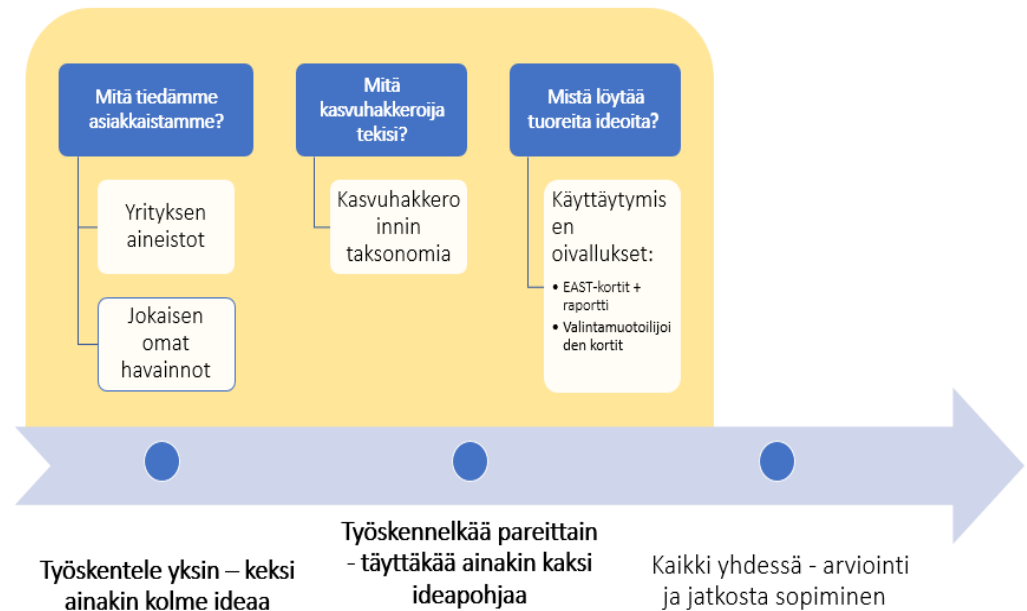 Mitä tiedämme
asiakkaistamme?
Yrityksen
aineistot
Jokaisen
omat
havainnot
Mitä
kasvuhakkeroija
tekisi?
Kasvuhakkero
innin
taksonomia
Mistä löytää
tuoreita ideoita?
Käyttäytymis
en
oivallukset:
• EAST-kortit +
raportti
• Valintamuotoilijoi
den kortit
Työskentele yksin – keksi
ainakin kolme ideaa
Työskennelkää pareittain
- täyttäkää ainakin kaksi
ideapohjaa
Kaikki yhdessä - arviointi
ja jatkosta sopiminen